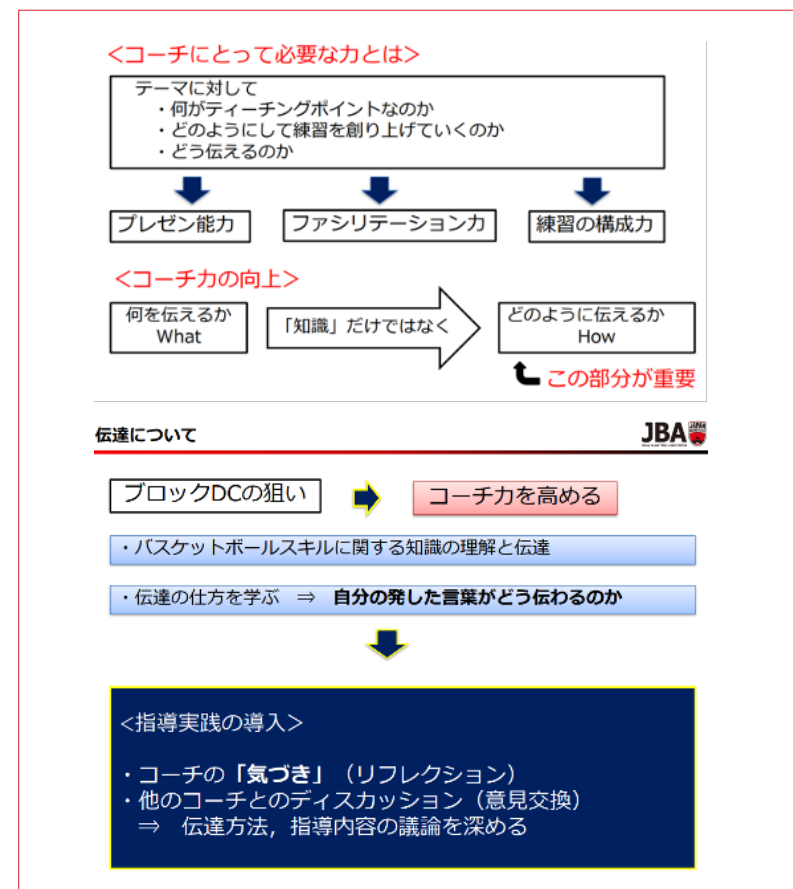 <コーチにとって必要な力とは>
テーマに対して
・何がティーチングポイントなのか
・どのようにして練習を創り上げていくのか
・どう伝えるのか
プレゼン能力
ファシリテーション力
練習の構成力
<コーチ力の向上>
何を伝えるか
What
「知識」だけではなく
どのように伝えるか
How
この部分が重要
伝達について
JBA
ブロックDCの狙い
コーチ力を高める
・バスケットボールスキルに関する知識の理解と伝達
・伝達の仕方を学ぶ ⇒ 自分の発した言葉がどう伝わるのか
<指導実践の導入>
・コーチの「気づき」(リフレクション)
・他のコーチとのディスカッション(意見交換)
⇒ 伝達方法,指導内容の議論を深める